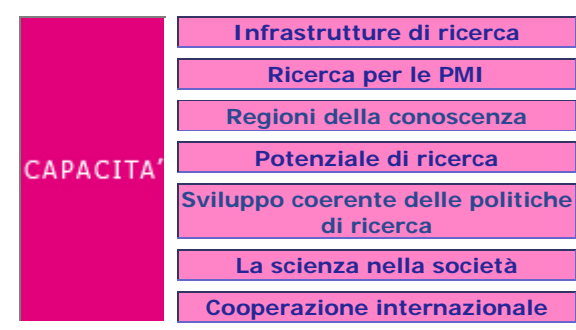 CAPACITA’
Infrastrutture di ricerca
Ricerca per le PMI
Regioni della conoscenza
Potenziale di ricerca
Sviluppo coerente delle politiche
di ricerca
La scienza nella società
Cooperazione internazionale